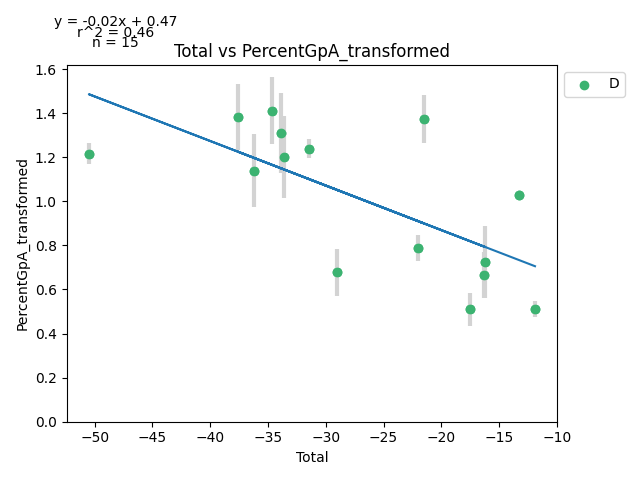 y = -0.02x + 0.47
r^2 = 0.46
n = 15
Total vs PercentGpA_transformed
D
PercentGpA_transformed
1.6
1.4
1.2
1.0
0.8
0.6
0.4
0.2
0.0
−50 −45 −40 −35 −30 −25 −20 −15 −10
Total